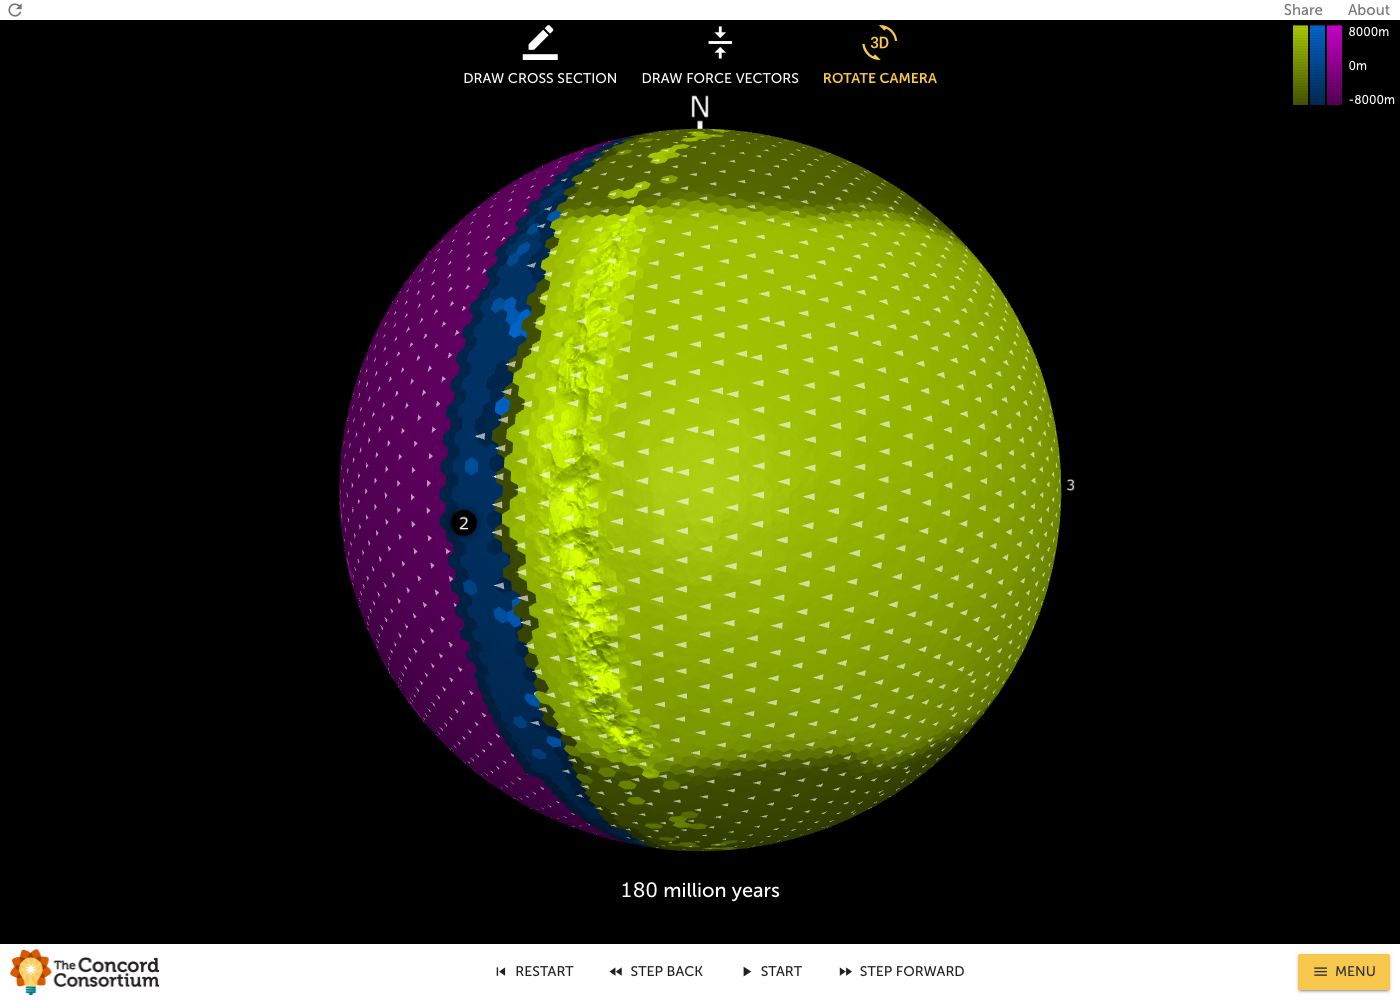 Share About
DRAW CROSS SECTION DRAW FORCE VECTORS 3D ROTATE CAMERA
8000m
0m
-8000m
N
3
2
180 million years
The Concord
Consortium
RESTART STEP BACK START STEP FORWARD MENU